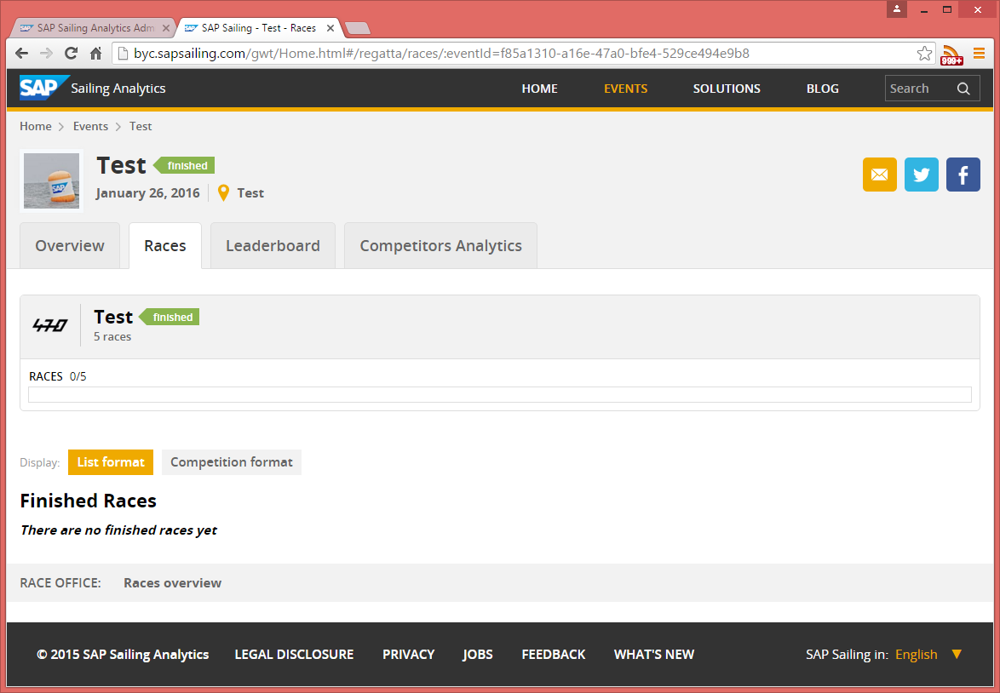 SAP Sailing Analytics Adm
SAP Sailing - Test - Races
byc.sapsailing.com/gwt/Home.html#/regatta/races/:eventId=f85a1310-a16e-47a0-bfe4-529ce494e9b8
999+
SAP Sailing Analytics
HOME
EVENTS
SOLUTIONS
BLOG
Search
Home
Events
Test
SAP
Test
finished
January 26, 2016
Test
Overview
Races
Leaderboard
Competitors Analytics
470
Test
finished
5 races
RACES 0/5
Display:
List format
Competition format
Finished Races
There are no finished races yet
RACE OFFICE:
Races overview
© 2015 SAP Sailing Analytics
LEGAL DISCLOSURE
PRIVACY
JOBS
FEEDBACK
WHAT'S NEW
SAP Sailing in: English